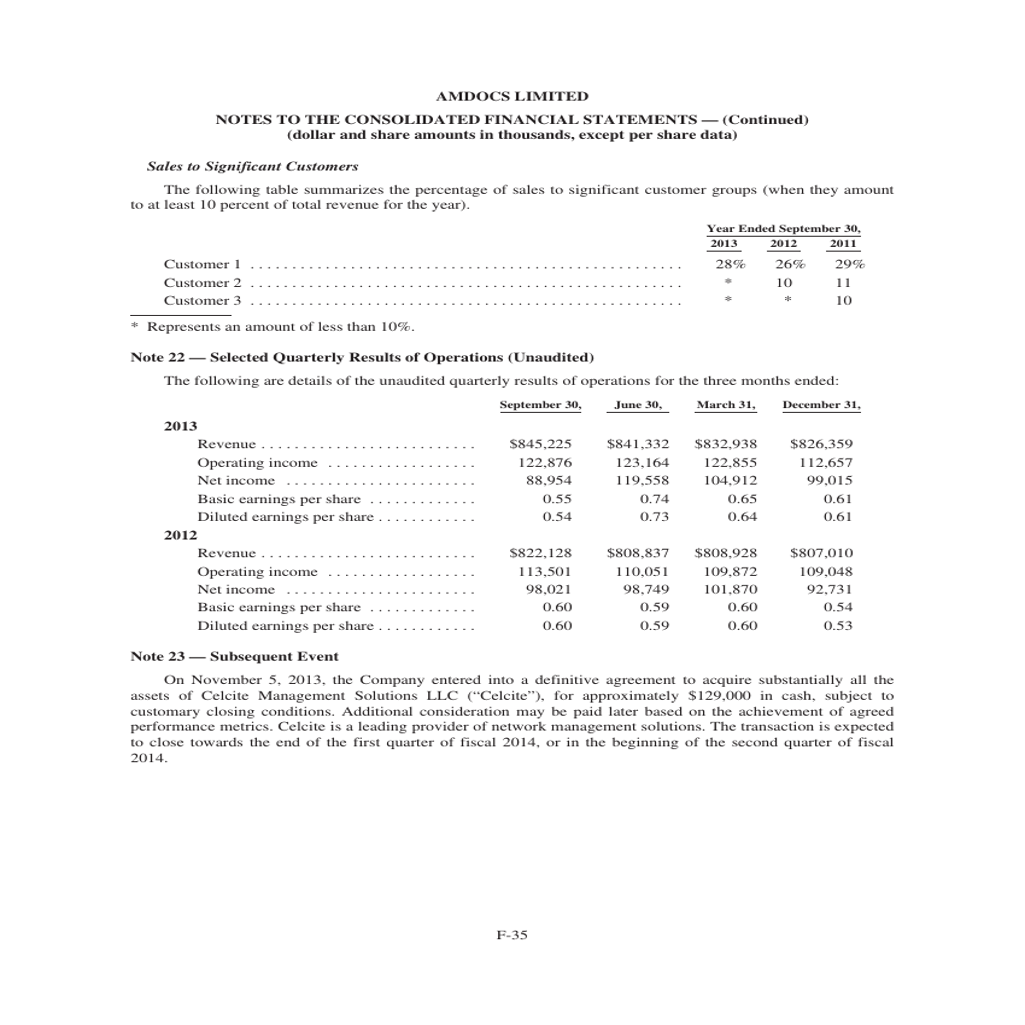 AMDOCS LIMITED
NOTES TO THE CONSOLIDATED FINANCIAL STATEMENTS — (Continued)
(dollar and share amounts in thousands, except per share data)
Sales to Significant Customers
The following table summarizes the percentage of sales to significant customer groups (when they amount
to at least 10 percent of total revenue for the year).
Year Ended September 30,
2013 2012 2011
Customer 1 . . . . . . . . . . . . . . . . . . . . 28% 26% 29%
Customer 2 . . . . . . . . . . . . . . . . . . . . * 10 11
Customer 3 . . . . . . . . . . . . . . . . . . . . * * 10
* Represents an amount of less than 10%.
Note 22 — Selected Quarterly Results of Operations (Unaudited)
The following are details of the unaudited quarterly results of operations for the three months ended:
September 30, June 30, March 31, December 31,
2013
Revenue . . . . . . . . . . $845,225 $841,332 $832,938 $826,359
Operating income . . . . . . . . . . 122,876 123,164 122,855 112,657
Net income . . . . . . . . . . 88,954 119,558 104,912 99,015
Basic earnings per share . . . . . . . . . . 0.55 0.74 0.65 0.61
Diluted earnings per share . . . . . . . . . . 0.54 0.73 0.64 0.61
2012
Revenue . . . . . . . . . . $822,128 $808,837 $808,928 $807,010
Operating income . . . . . . . . . . 113,501 110,051 109,872 109,048
Net income . . . . . . . . . . 98,021 98,749 101,870 92,731
Basic earnings per share . . . . . . . . . . 0.60 0.59 0.60 0.54
Diluted earnings per share . . . . . . . . . . 0.60 0.59 0.60 0.53
Note 23 — Subsequent Event
On November 5, 2013, the Company entered into a definitive agreement to acquire substantially all the
assets of Celcite Management Solutions LLC (“Celcite”), for approximately $129,000 in cash, subject to
customary closing conditions. Additional consideration may be paid later based on the achievement of agreed
performance metrics. Celcite is a leading provider of network management solutions. The transaction is expected
to close towards the end of the first quarter of fiscal 2014, or in the beginning of the second quarter of fiscal
2014.
F-35